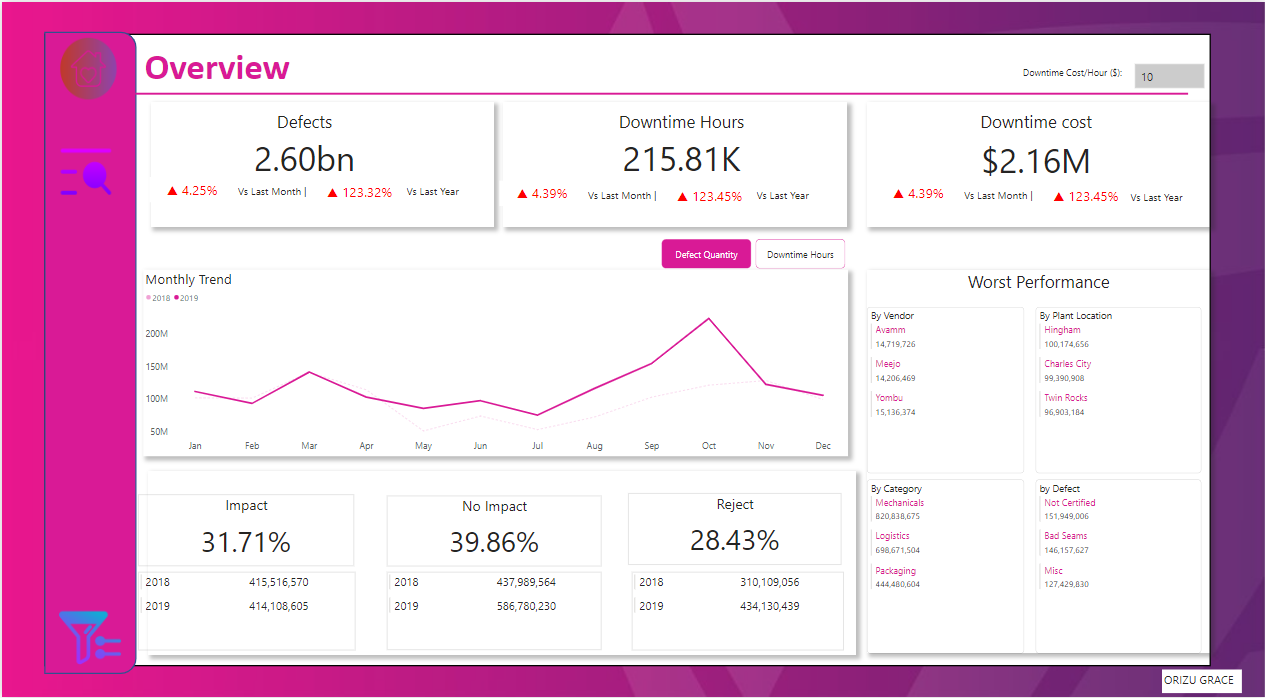 Overview
Downtime Cost/Hour ($): 10
Defects
2.60bn
▲ 4.25% Vs Last Month | ▲ 123.32% Vs Last Year
Downtime Hours
215.81K
▲ 4.39% Vs Last Month | ▲ 123.45% Vs Last Year
Downtime cost
$2.16M
▲ 4.39% Vs Last Month | ▲ 123.45% Vs Last Year
Defect Quantity
Downtime Hours
Monthly Trend
2018 2019
200M
150M
100M
50M
Jan Feb Mar Apr May Jun Jul Aug Sep Oct Nov Dec
Worst Performance
By Vendor
Avamm
14,719,726
Meejo
14,206,469
Yombu
15,136,374
By Plant Location
Hingham
100,174,656
Charles City
99,390,908
Twin Rocks
96,903,184
By Category
Mechanicals
820,838,675
Logistics
698,671,504
Packaging
444,480,604
by Defect
Not Certified
151,949,006
Bad Seams
146,157,627
Misc
127,429,830
Impact
31.71%
2018 415,516,570
2019 414,108,605
No Impact
39.86%
2018 437,989,564
2019 586,780,230
Reject
28.43%
2018 310,109,056
2019 434,130,439
ORIZU GRACE